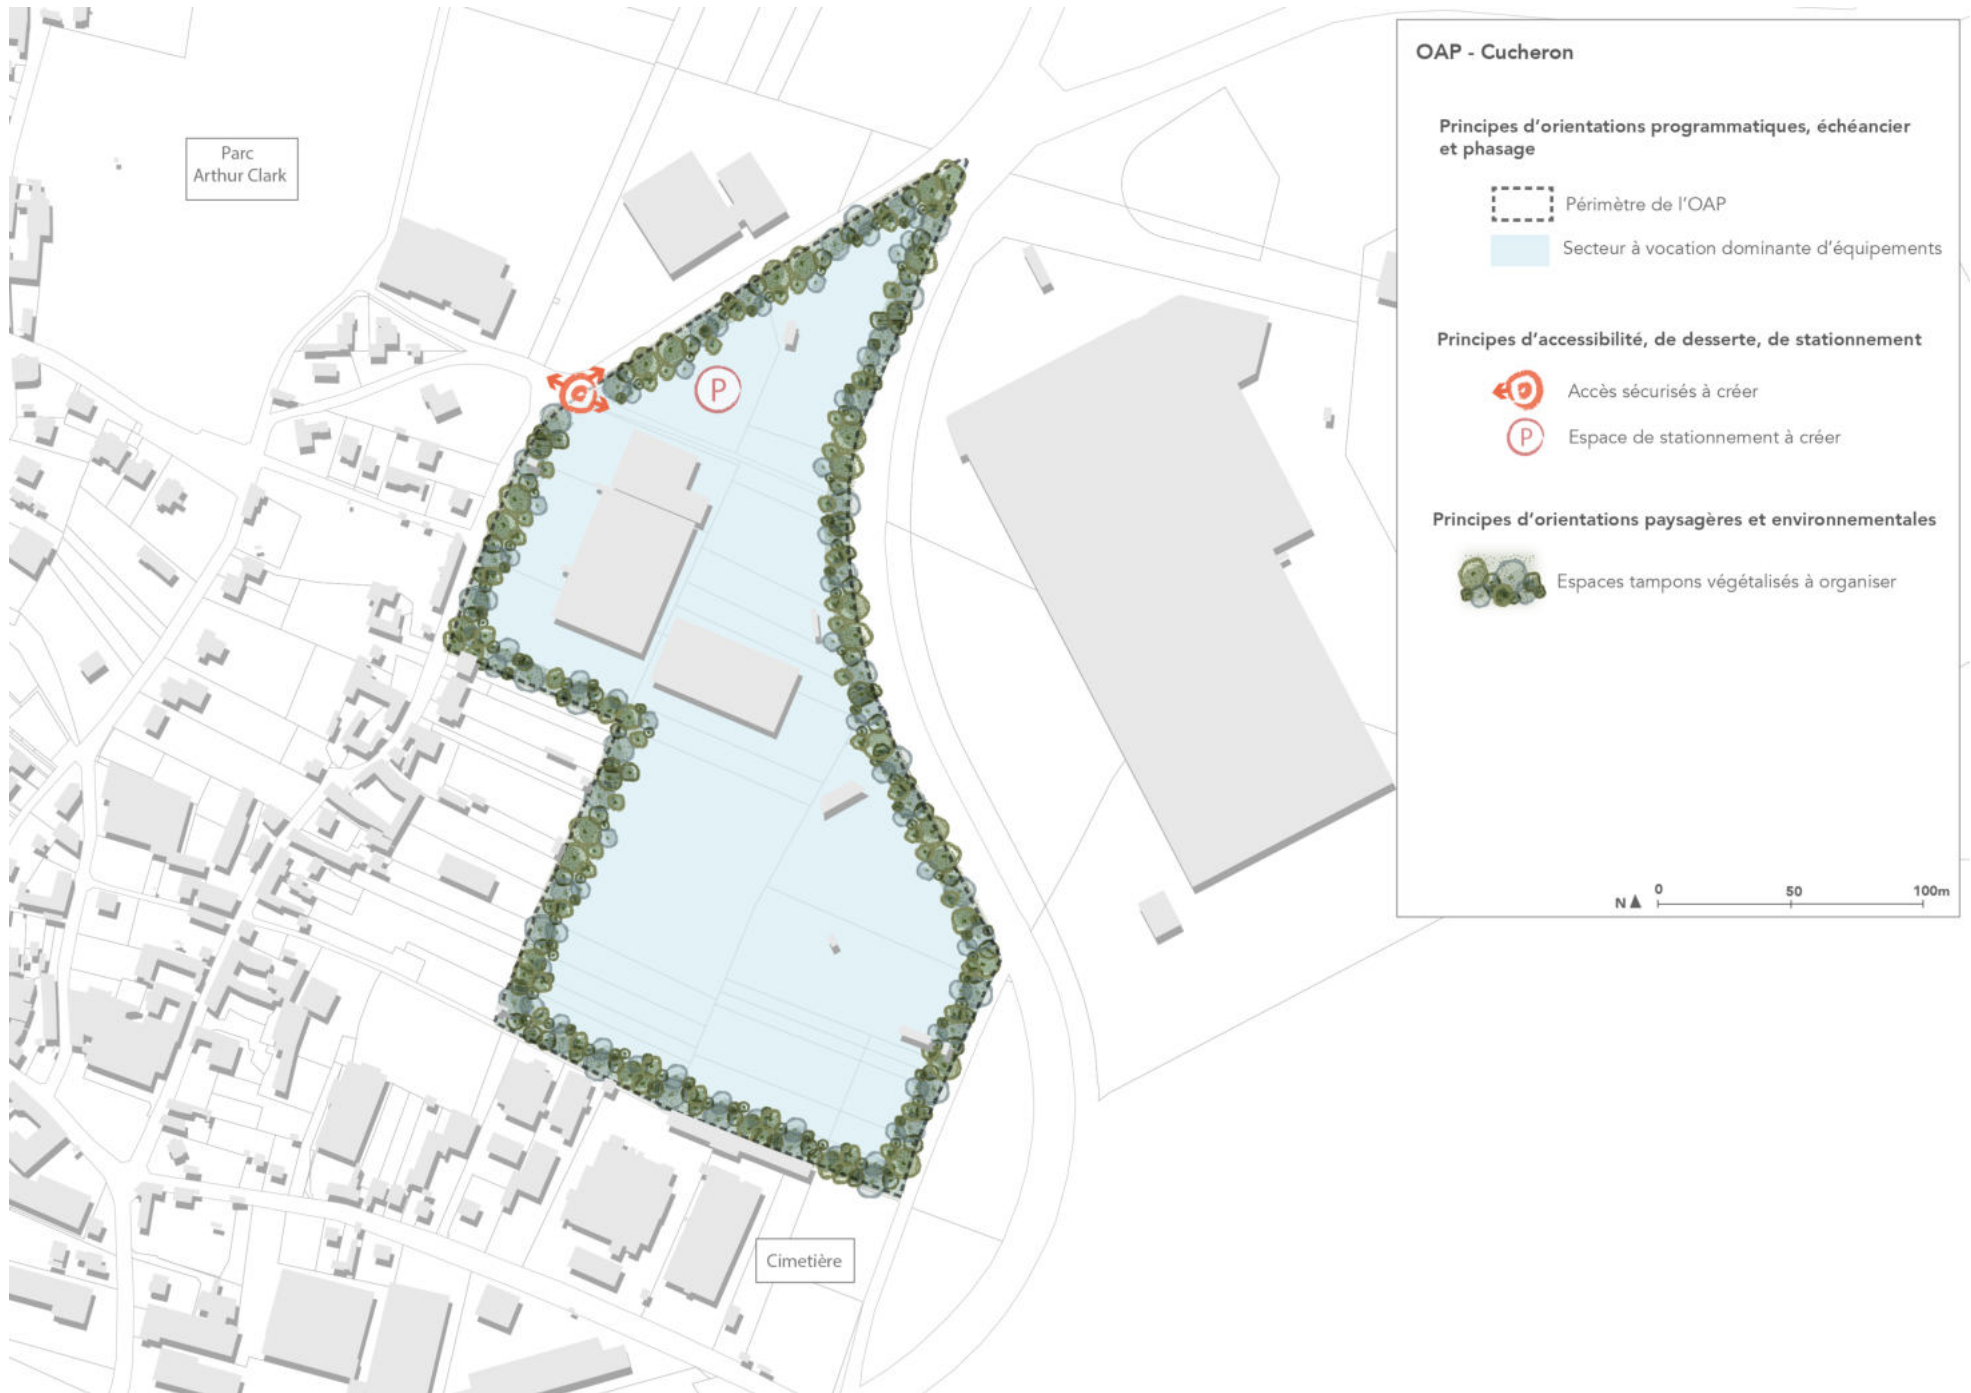 Parc
Arthur Clark
P
Cimetière
OAP - Cucheron
Principes d’orientations programmatiques, échéancier
et phasage
Périmètre de l’OAP
Secteur à vocation dominante d’équipements
Principes d’accessibilité, de desserte, de stationnement
Accès sécurisés à créer
P Espace de stationnement à créer
Principes d’orientations paysagères et environnementales
Espaces tampons végétalisés à organiser
N 0 50 100m